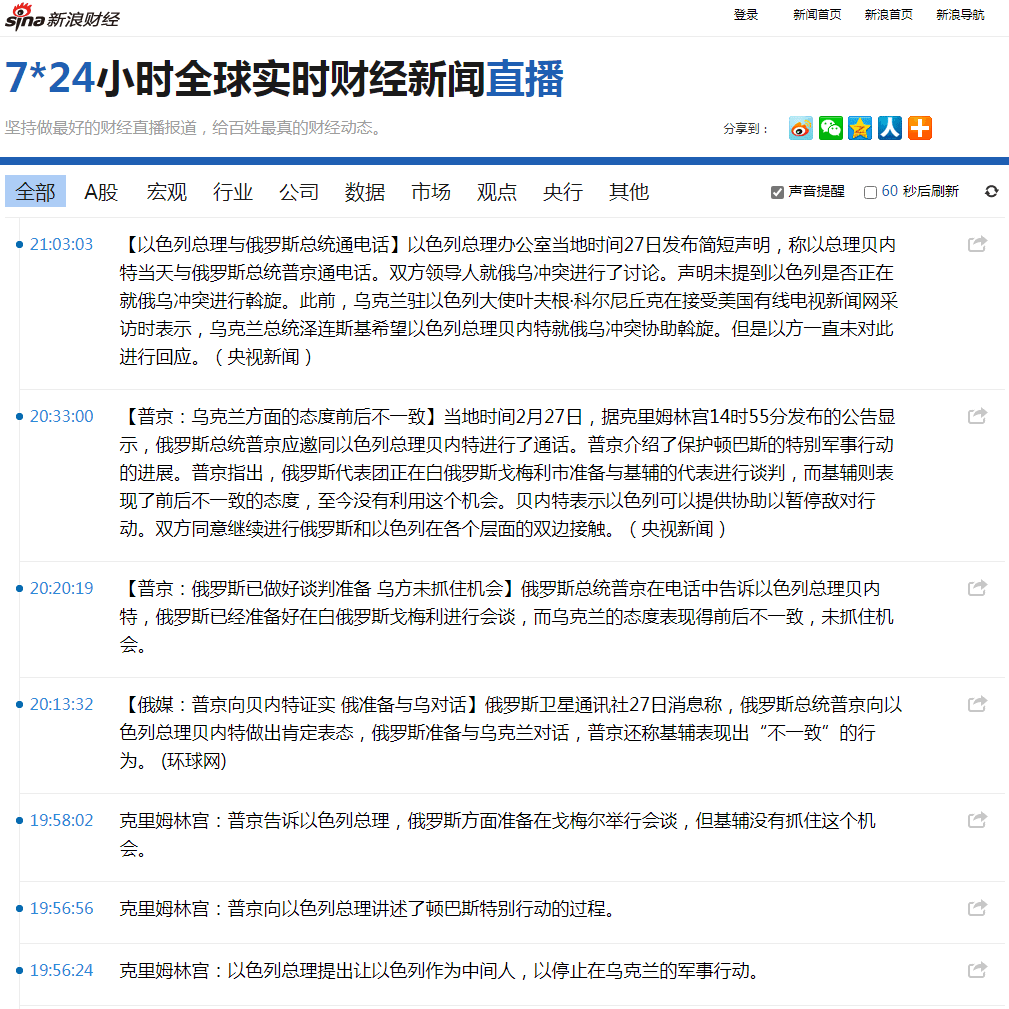 sina 新浪财经
登录 新闻首页 新浪首页 新浪导航
7*24小时全球实时财经新闻直播
坚持做最好的财经直播报道，给百姓最真的财经动态。
分享到：
全部 A股 宏观 行业 公司 数据 市场 观点 央行 其他 声音提醒 60 秒后刷新
21:03:03 【以色列总理与俄罗斯总统通电话】以色列总理办公室当地时间27日发布简短声明，称以总理贝内
特当天与俄罗斯总统普京通电话。双方领导人就俄乌冲突进行了讨论。声明未提到以色列是否正在
就俄乌冲突进行斡旋。此前，乌克兰驻以色列大使叶夫根·科尔尼丘克在接受美国有线电视新闻网采
访时表示，乌克兰总统泽连斯基希望以色列总理贝内特就俄乌冲突协助斡旋。但是以方一直未对此
进行回应。（央视新闻）
20:33:00 【普京：乌克兰方面的态度前后不一致】当地时间2月27日，据克里姆林宫14时55分发布的公告显
示，俄罗斯总统普京应邀同以色列总理贝内特进行了通话。普京介绍了保护顿巴斯的特别军事行动
的进展。普京指出，俄罗斯代表团正在白俄罗斯戈梅利市准备与基辅的代表进行谈判，而基辅则表
现了前后不一致的态度，至今没有利用这个机会。贝内特表示以色列可以提供协助以暂停敌对行
动。双方同意继续进行俄罗斯和以色列在各个层面的双边接触。（央视新闻）
20:20:19 【普京：俄罗斯已做好谈判准备 乌方未抓住机会】俄罗斯总统普京在电话中告诉以色列总理贝内
特，俄罗斯已经准备好在白俄罗斯戈梅利进行会谈，而乌克兰的态度表现得前后不一致，未抓住机
会。
20:13:32 【俄媒：普京向贝内特证实 俄准备与乌对话】俄罗斯卫星通讯社27日消息称，俄罗斯总统普京向以
色列总理贝内特做出肯定表态，俄罗斯准备与乌克兰对话，普京还称基辅表现出“不一致”的行
为。 (环球网)
19:58:02 克里姆林宫：普京告诉以色列总理，俄罗斯方面准备在戈梅尔举行会谈，但基辅没有抓住这个机
会。
19:56:56 克里姆林宫：普京向以色列总理讲述了顿巴斯特别行动的过程。
19:56:24 克里姆林宫：以色列总理提出让以色列作为中间人，以停止在乌克兰的军事行动。